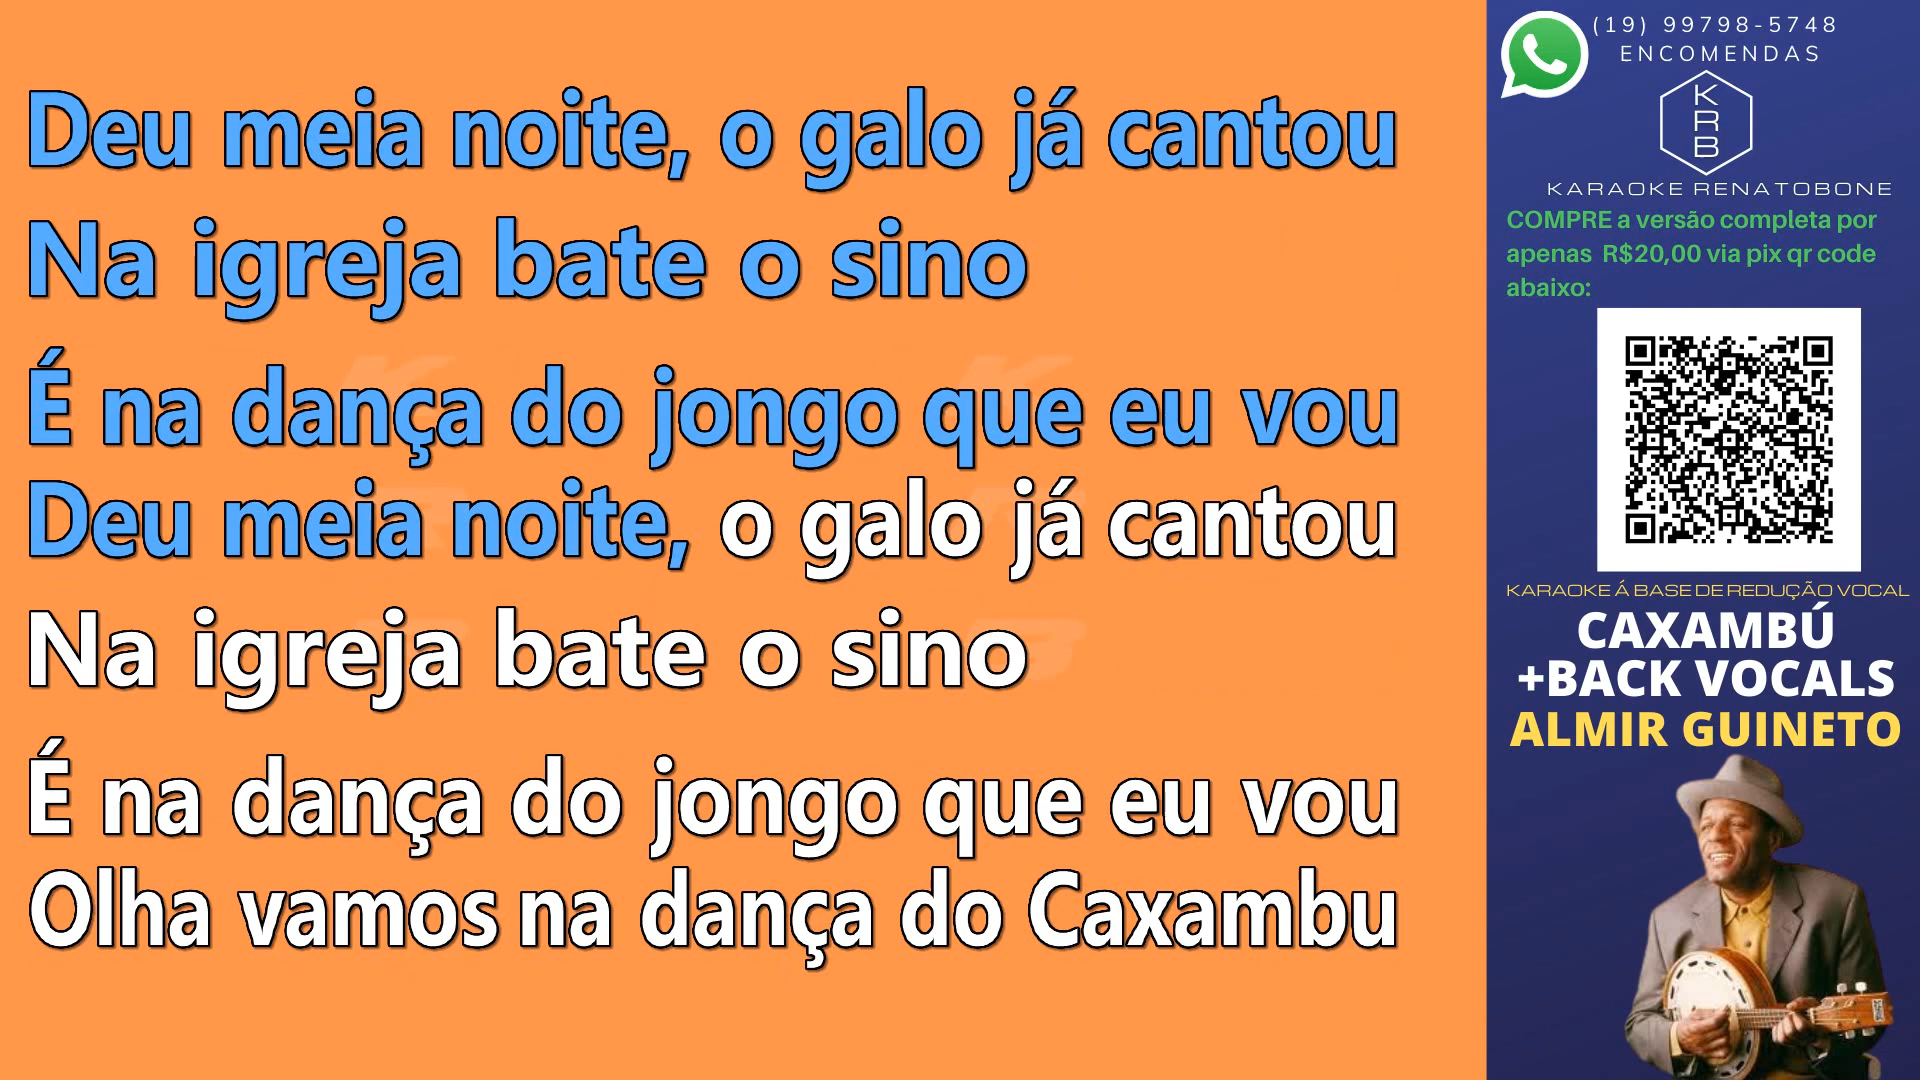 Deu meia noite, o galo já cantou
Na igreja bate o sino
É na dança do jongo que eu vou
Deu meia noite, o galo já cantou
Na igreja bate o sino
É na dança do jongo que eu vou
Olha vamos na dança do Caxambu
(19) 99798-5748
ENCOMENDAS
K
R
B
KARAOKE RENATOBONE
COMPRE a versão completa por
apenas R$20,00 via pix qr code
abaixo:
KARAOKE Á BASE DE REDUÇÃO VOCAL
CAXAMBÚ
+BACK VOCALS
ALMIR GUINETO